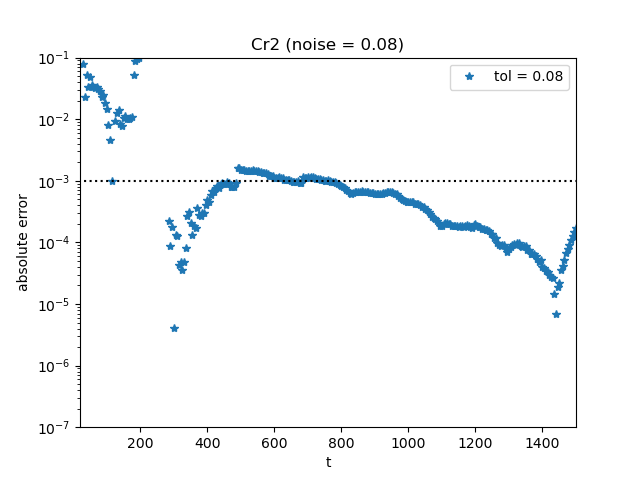 Cr2 (noise = 0.08)
tol = 0.08
absolute error
10⁻¹
10⁻²
10⁻³
10⁻⁴
10⁻⁵
10⁻⁶
10⁻⁷
200 400 600 800 1000 1200 1400
t